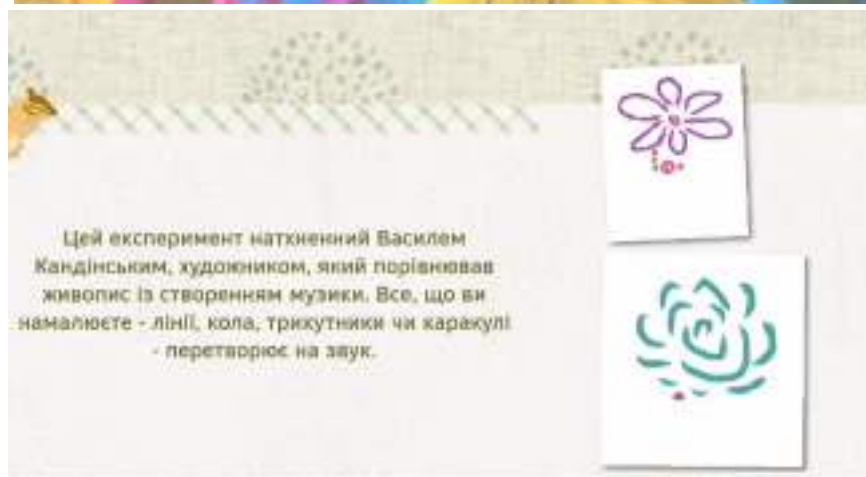 Цей експеримент натхненний Василем
Кандінським, художником, який порівнював
живопис із створенням музики. Все, що ви
намалюєте - лінії, кола, трикутники чи каракулі
- перетворює на звук.